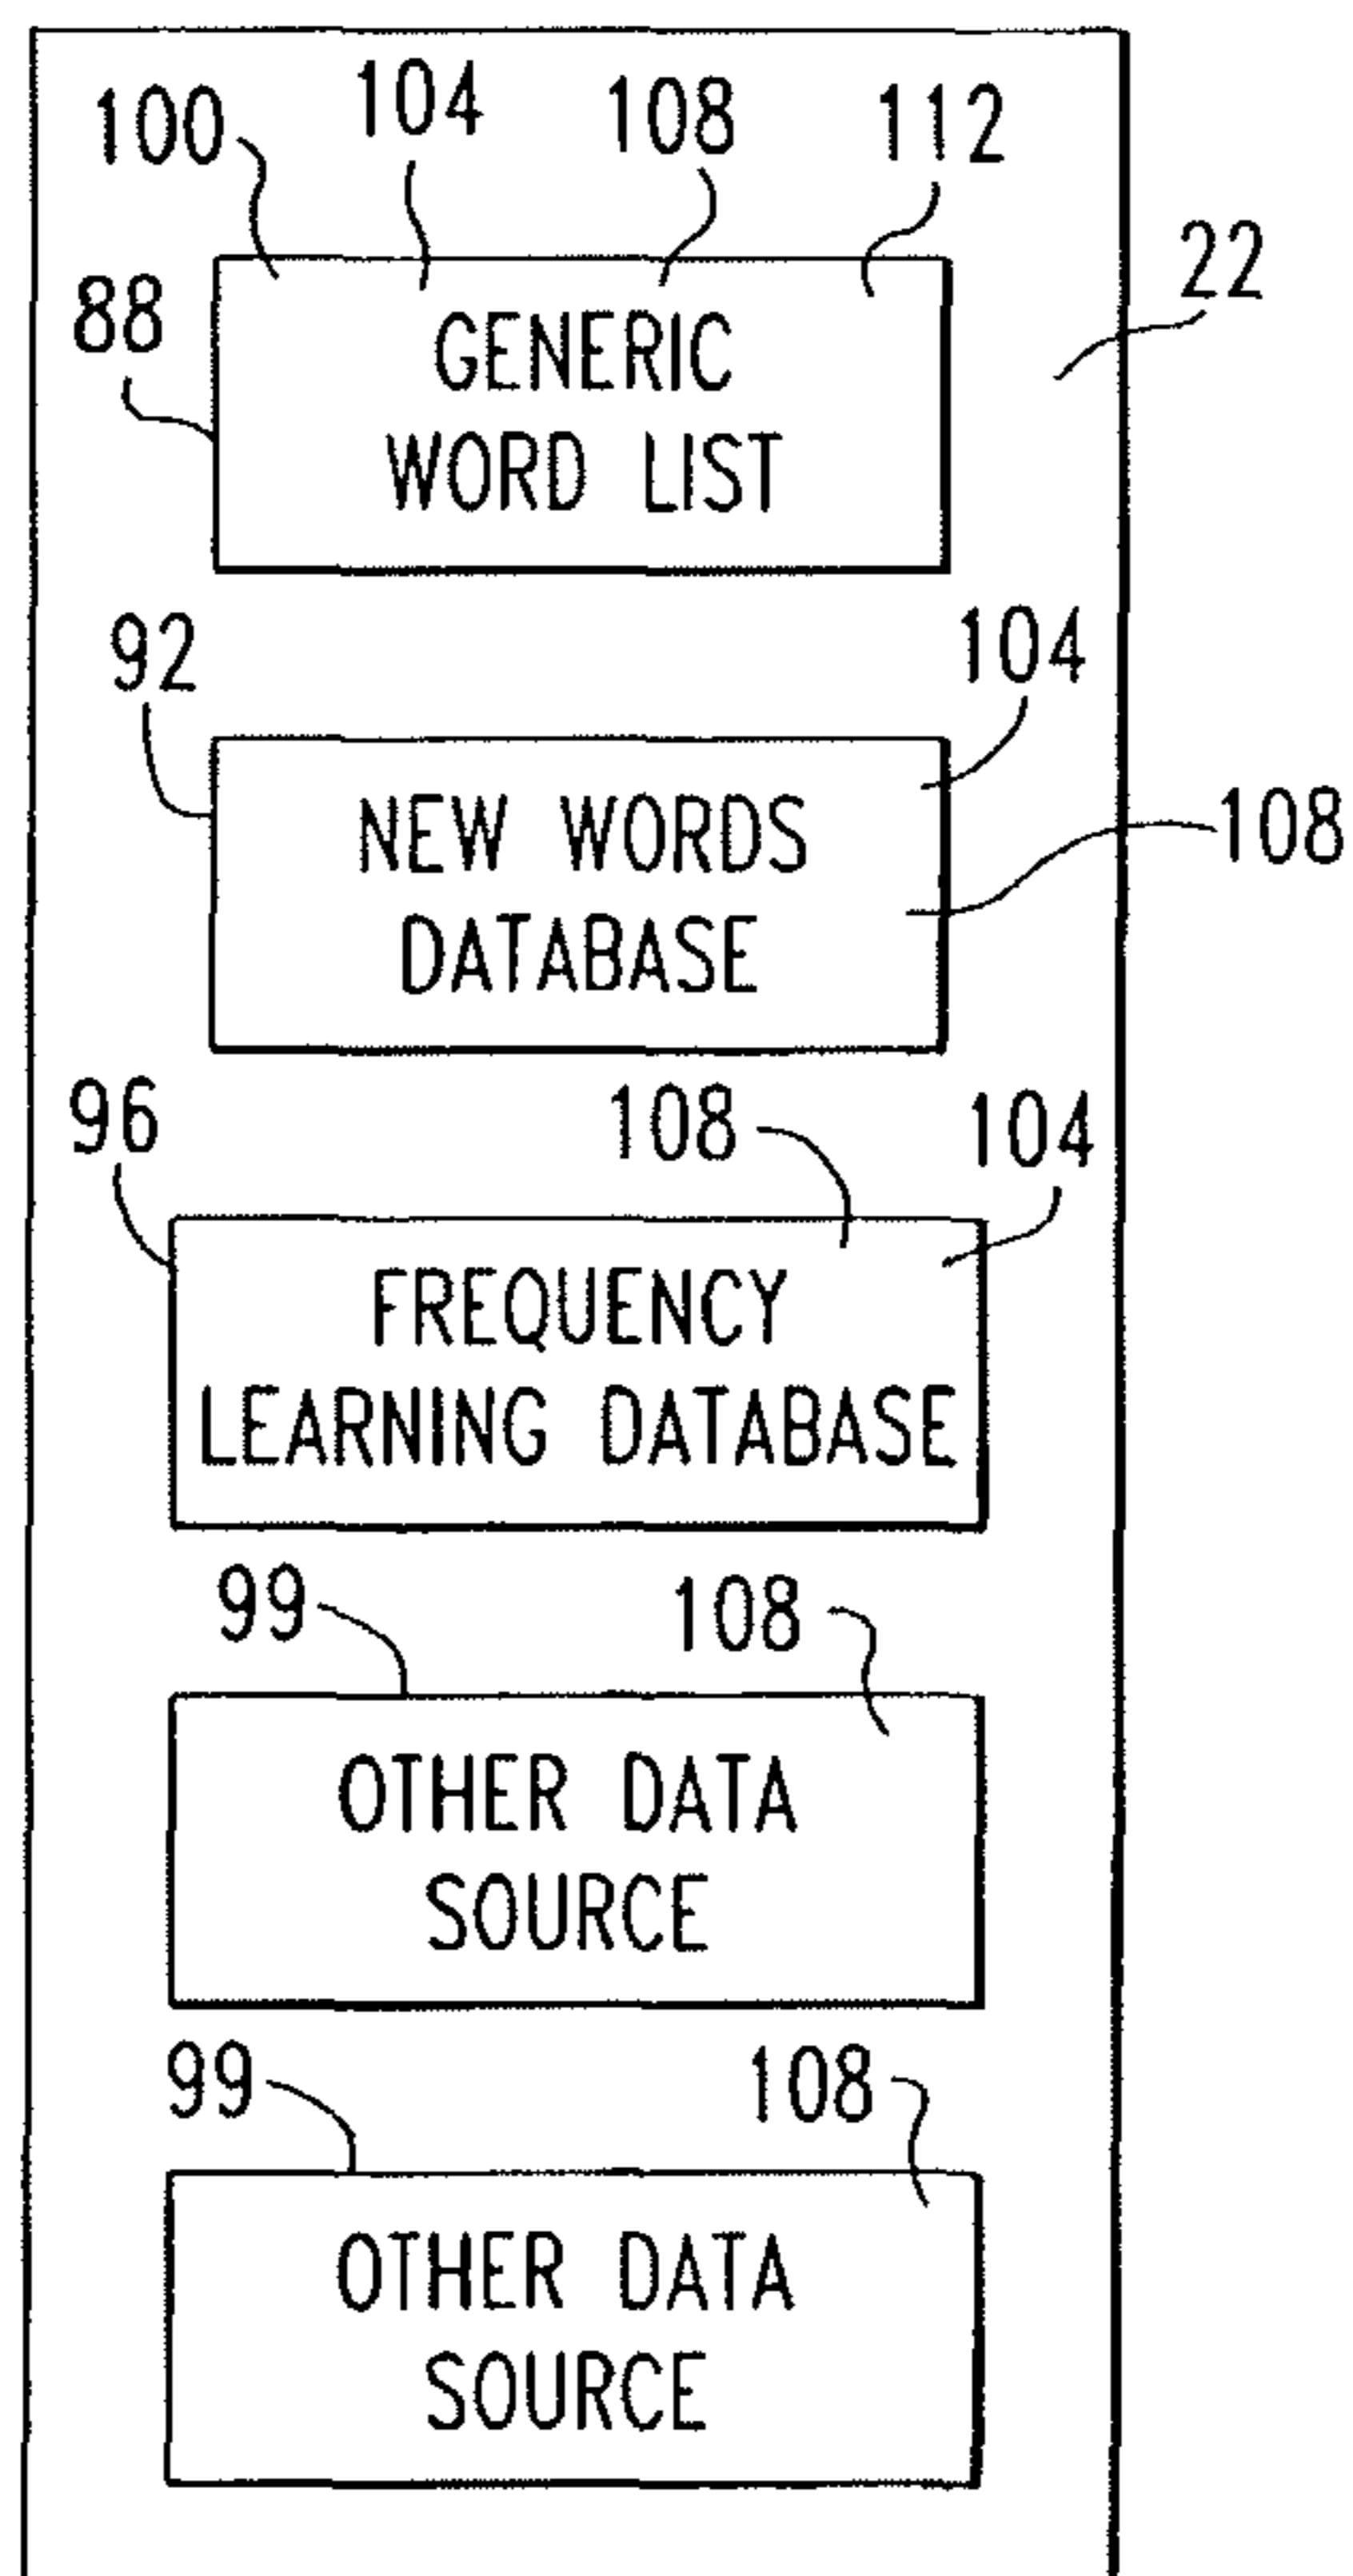 100 104 108 112
22
88
GENERIC
WORD LIST
92 104
NEW WORDS
108
DATABASE
96 108 104
FREQUENCY
LEARNING DATABASE
99 108
OTHER DATA
SOURCE
99 108
OTHER DATA
SOURCE